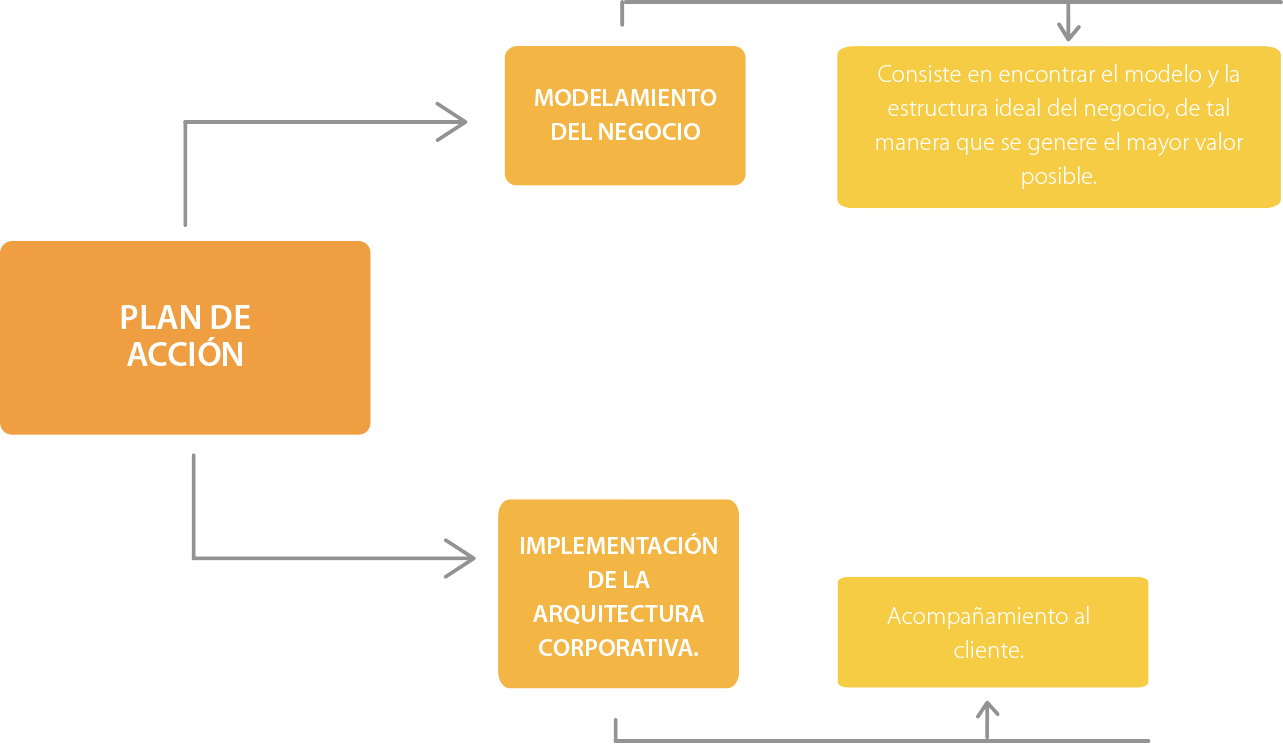 MODELAMIENTO
DEL NEGOCIO
Consiste en encontrar el modelo y la
estructura ideal del negocio, de tal
manera que se genere el mayor valor
posible.
PLAN DE
ACCIÓN
IMPLEMENTACIÓN
DE LA
ARQUITECTURA
CORPORATIVA.
Acompañamiento al
cliente.